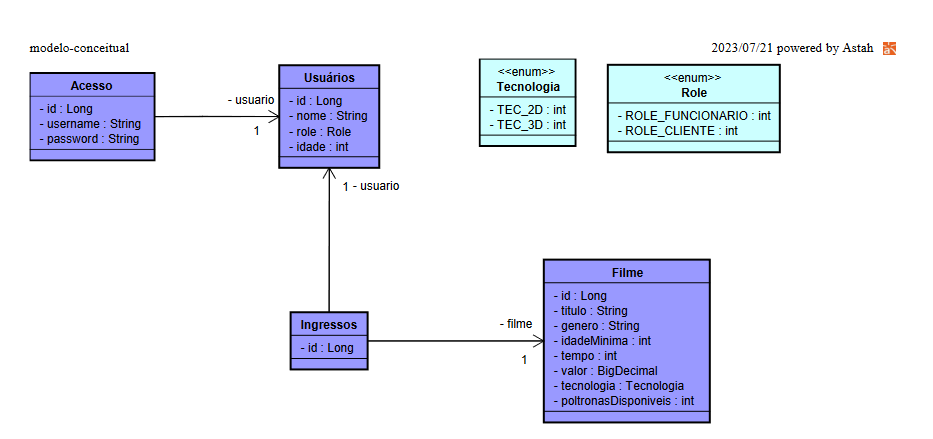 modelo-conceitual
2023/07/21 powered by Astah
Acesso
- id : Long
- username : String
- password : String
- usuario
1
Usuários
- id : Long
- nome : String
- role : Role
- idade : int
<<enum>>
Tecnologia
- TEC_2D : int
- TEC_3D : int
<<enum>>
Role
- ROLE_FUNCIONARIO : int
- ROLE_CLIENTE : int
1 - usuario
Ingressos
- id : Long
- filme
1
Filme
- id : Long
- titulo : String
- genero : String
- idadeMinima : int
- tempo : int
- valor : BigDecimal
- tecnologia : Tecnologia
- poltronasDisponiveis : int